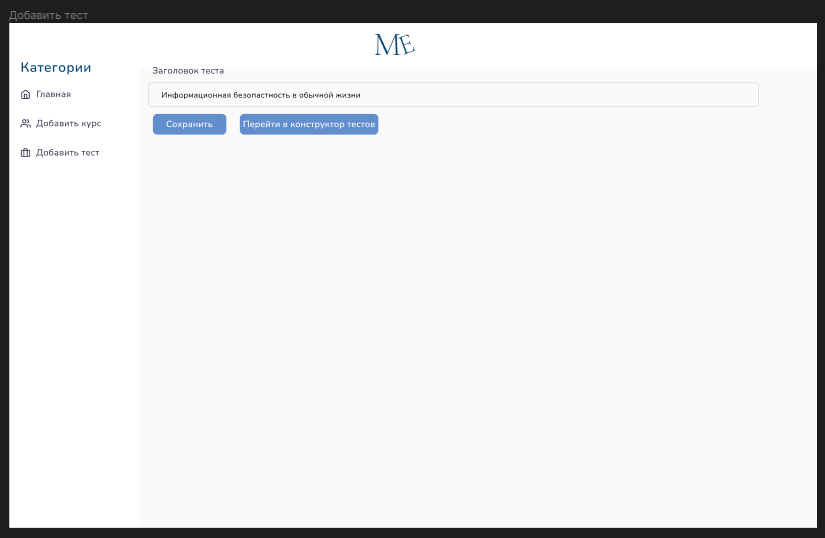 Добавить тест
ME
Категории
Главная
Добавить курс
Добавить тест
Заголовок теста
Информационная безопастность в обычной жизни
Сохранить
Перейти в конструктор тестов